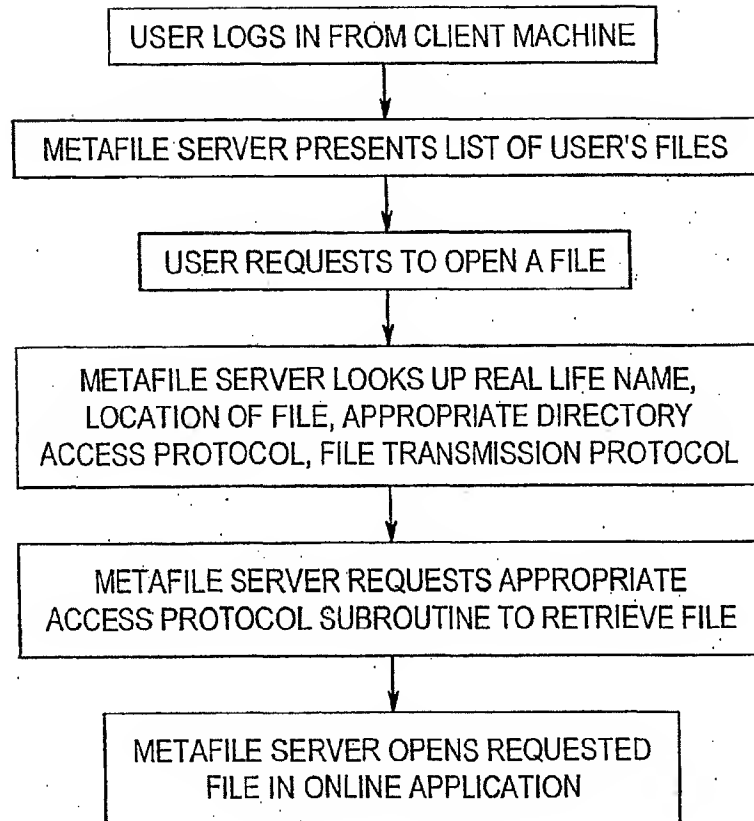 USER LOGS IN FROM CLIENT MACHINE
METAFILE SERVER PRESENTS LIST OF USER'S FILES
USER REQUESTS TO OPEN A FILE
METAFILE SERVER LOOKS UP REAL LIFE NAME,
LOCATION OF FILE, APPROPRIATE DIRECTORY
ACCESS PROTOCOL, FILE TRANSMISSION PROTOCOL
METAFILE SERVER REQUESTS APPROPRIATE
ACCESS PROTOCOL SUBROUTINE TO RETRIEVE FILE
METAFILE SERVER OPENS REQUESTED
FILE IN ONLINE APPLICATION